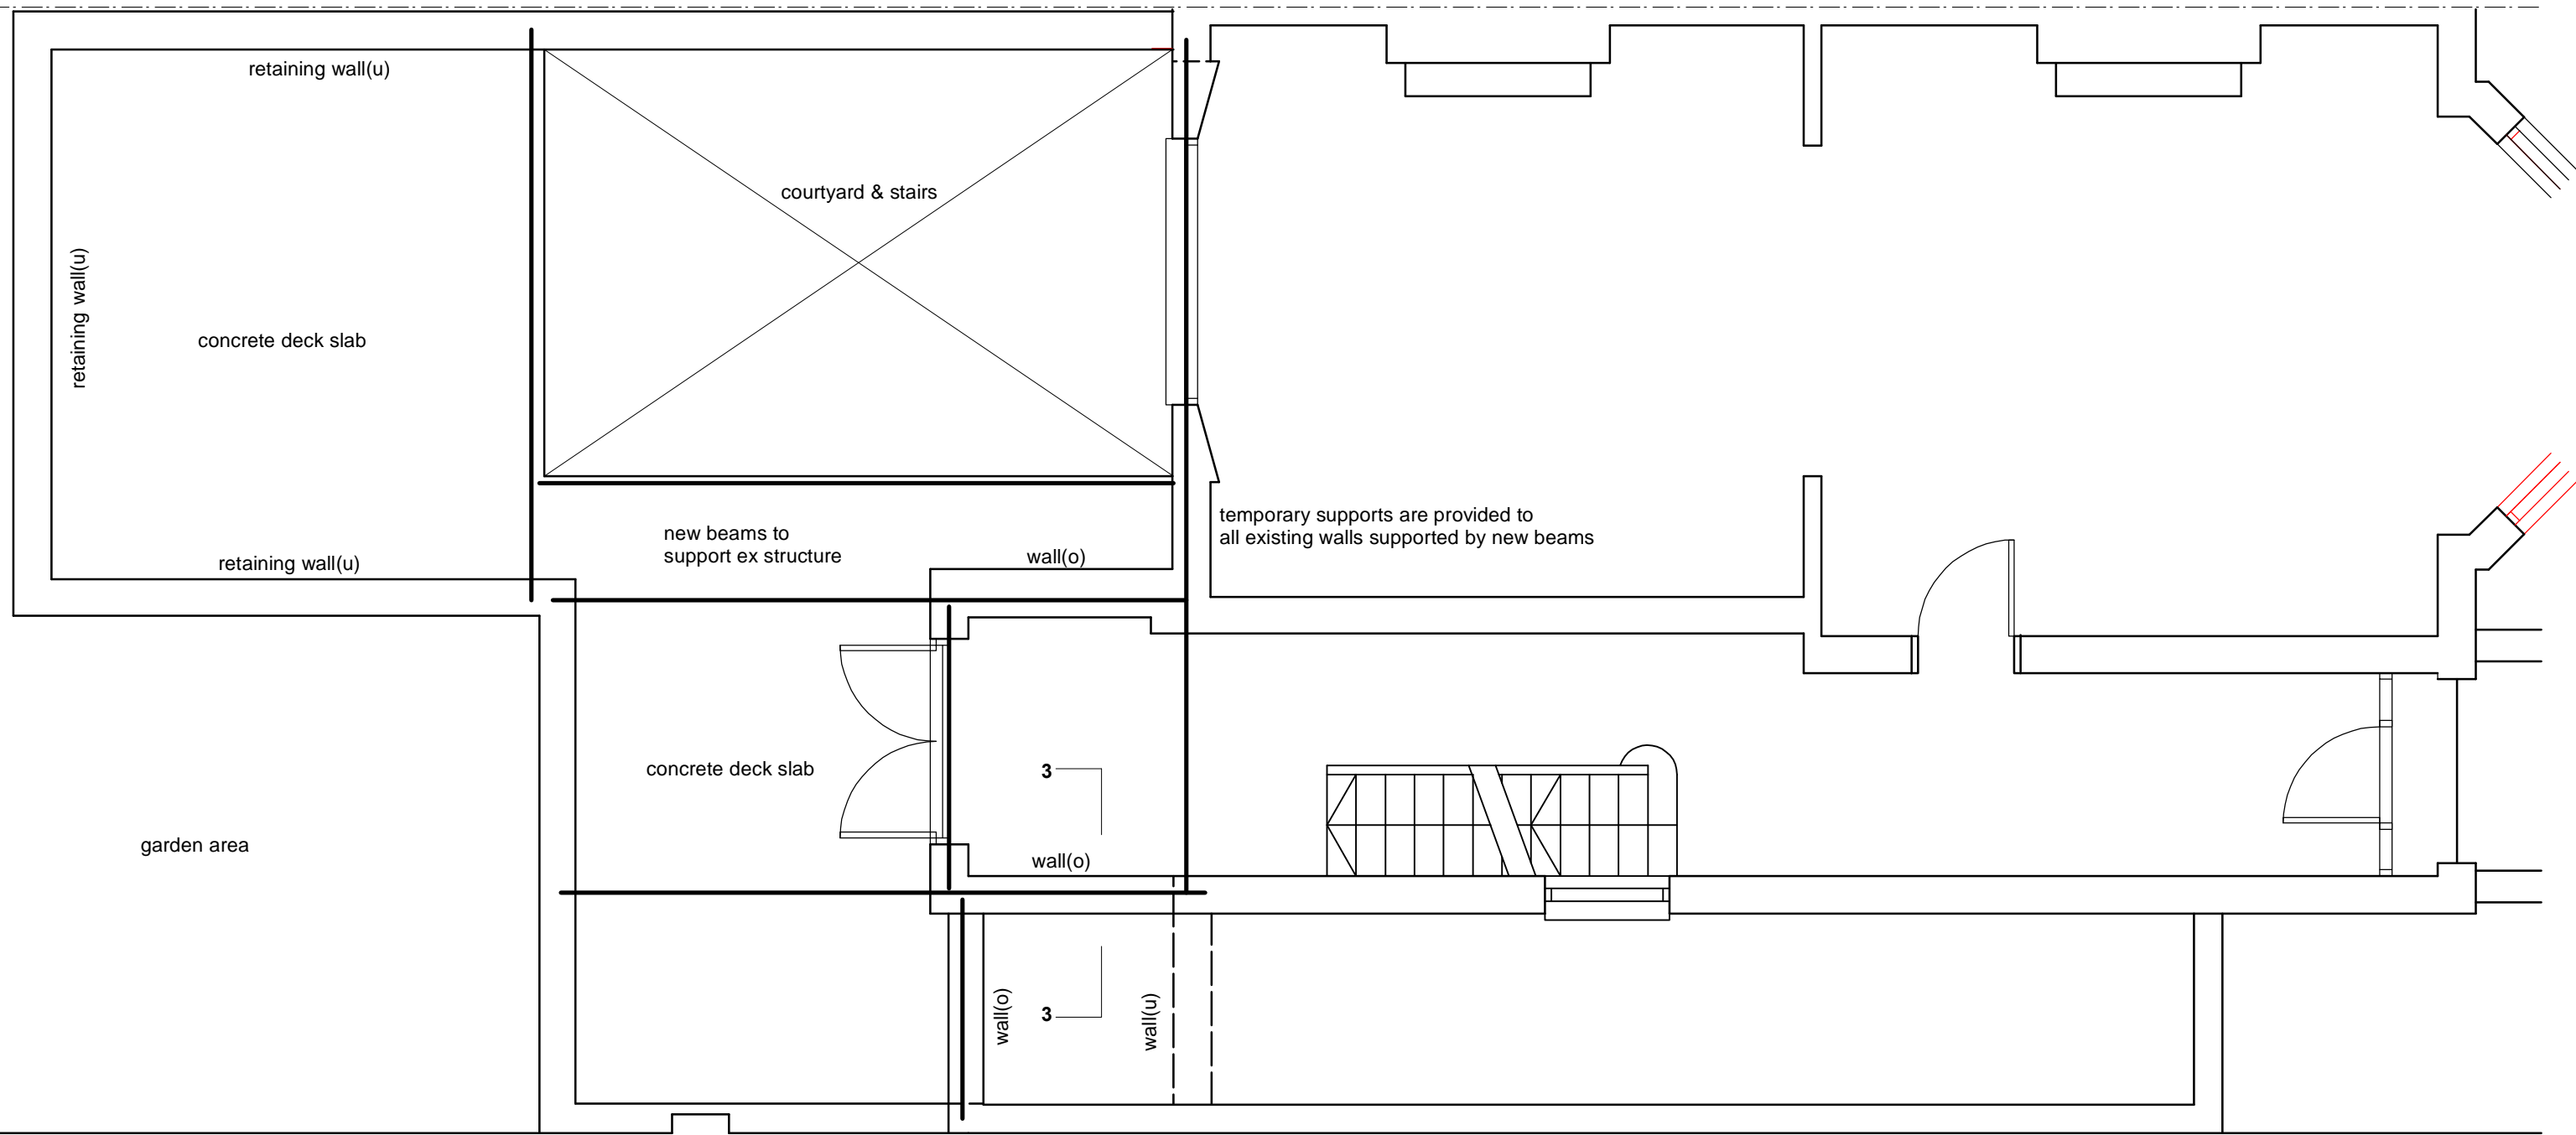 retaining wall(u)
courtyard & stairs
retaining wall(u)
concrete deck slab
temporary supports are provided to
all existing walls supported by new beams
new beams to
support ex structure
wall(o)
retaining wall(u)
concrete deck slab
3
garden area
wall(o)
wall(o)
3
wall(u)